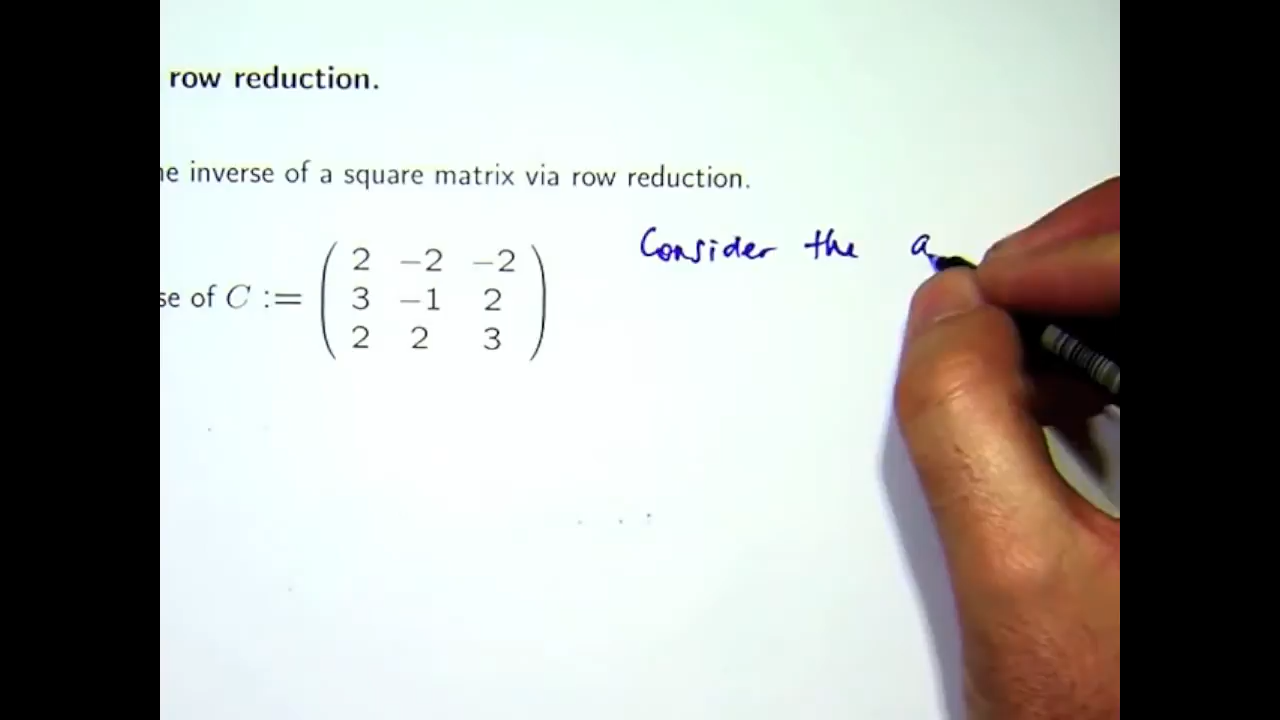 row reduction.
he inverse of a square matrix via row reduction.
Consider the a
se of C := ( 2 −2 −2
3 −1 2
2 2 3 )